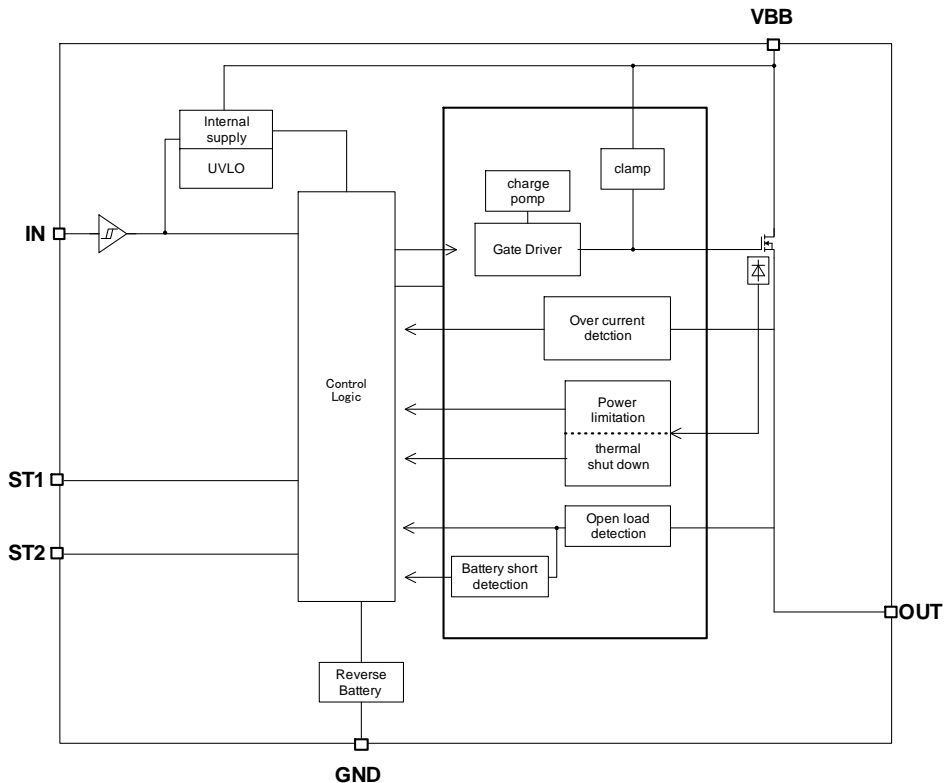 VBB
Internal
supply
UVLO
clamp
charge
pomp
IN
Gate Driver
Over current
detction
Control
Logic
Power
limitation
thermal
shut down
ST1
Open load
detection
ST2
Battery short
detection
OUT
Reverse
Battery
GND